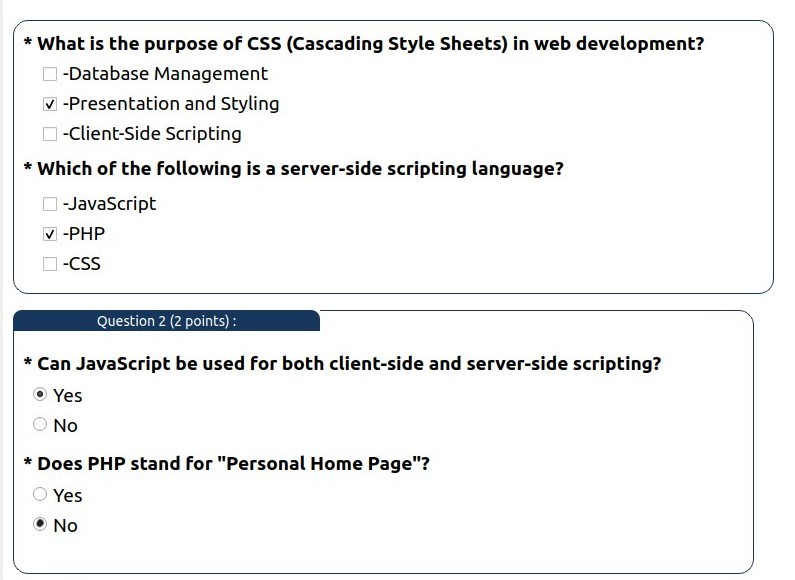 * What is the purpose of CSS (Cascading Style Sheets) in web development?
-Database Management
-Presentation and Styling
-Client-Side Scripting
* Which of the following is a server-side scripting language?
-JavaScript
-PHP
-CSS
Question 2 (2 points) :
* Can JavaScript be used for both client-side and server-side scripting?
Yes
No
* Does PHP stand for "Personal Home Page"?
Yes
No